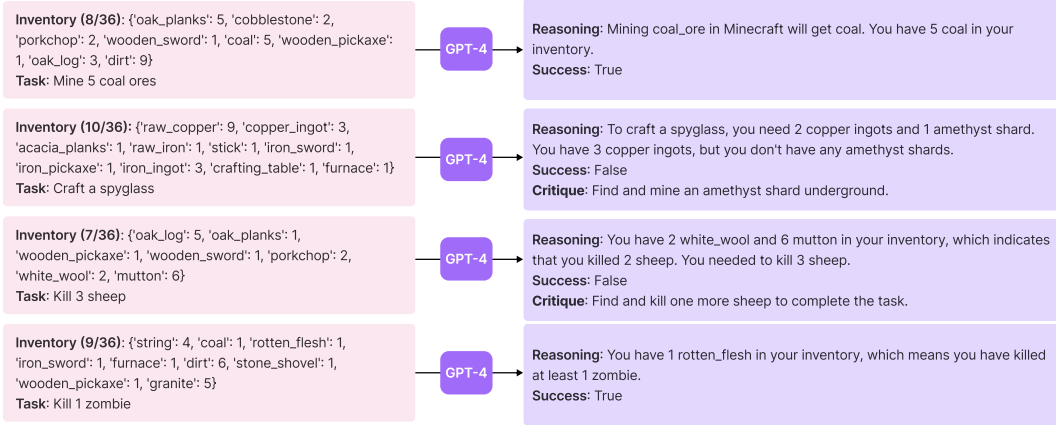 Inventory (8/36): {'oak_planks': 5, 'cobblestone': 2,
'porkchop': 2, 'wooden_sword': 1, 'coal': 5, 'wooden_pickaxe':
1, 'oak_log': 3, 'dirt': 9}
Task: Mine 5 coal ores
GPT-4
Reasoning: Mining coal_ore in Minecraft will get coal. You have 5 coal in your
inventory.
Success: True
Inventory (10/36): {'raw_copper': 9, 'copper_ingot': 3,
'acacia_planks': 1, 'raw_iron': 1, 'stick': 1, 'iron_sword': 1,
'iron_pickaxe': 1, 'iron_ingot': 3, 'crafting_table': 1, 'furnace': 1}
Task: Craft a spyglass
GPT-4
Reasoning: To craft a spyglass, you need 2 copper ingots and 1 amethyst shard.
You have 3 copper ingots, but you don't have any amethyst shards.
Success: False
Critique: Find and mine an amethyst shard underground.
Inventory (7/36): {'oak_log': 5, 'oak_planks': 1,
'wooden_pickaxe': 1, 'wooden_sword': 1, 'porkchop': 2,
'white_wool': 2, 'mutton': 6}
Task: Kill 3 sheep
GPT-4
Reasoning: You have 2 white_wool and 6 mutton in your inventory, which indicates
that you killed 2 sheep. You needed to kill 3 sheep.
Success: False
Critique: Find and kill one more sheep to complete the task.
Inventory (9/36): {'string': 4, 'coal': 1, 'rotten_flesh': 1,
'iron_sword': 1, 'furnace': 1, 'dirt': 6, 'stone_shovel': 1,
'wooden_pickaxe': 1, 'granite': 5}
Task: Kill 1 zombie
GPT-4
Reasoning: You have 1 rotten_flesh in your inventory, which means you have killed
at least 1 zombie.
Success: True